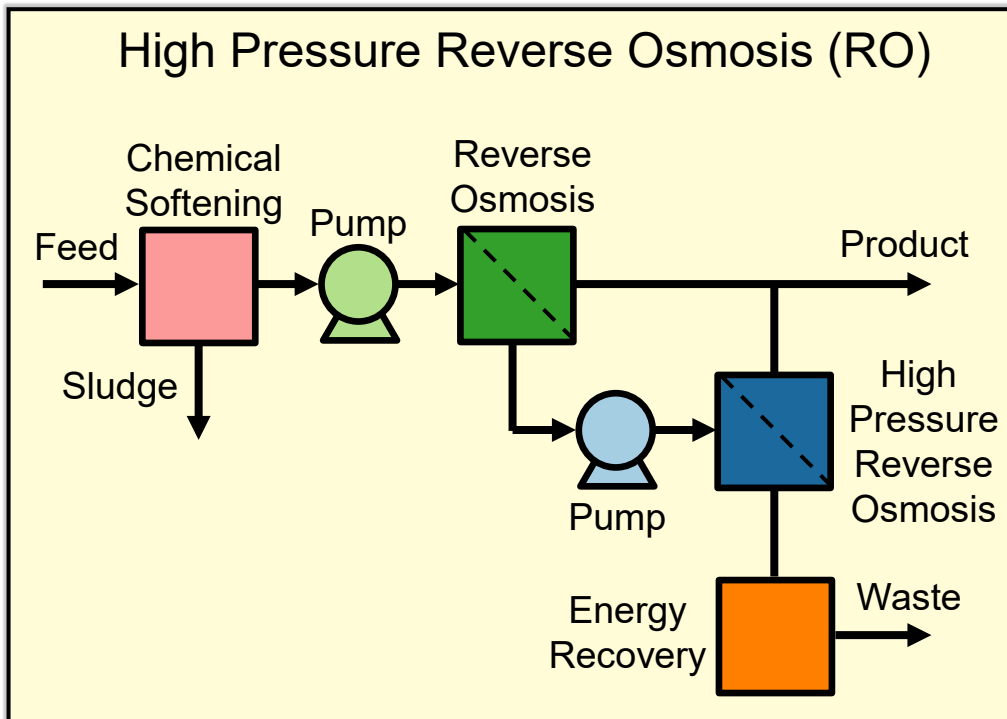 High Pressure Reverse Osmosis (RO)
Chemical
Softening
Pump
Reverse
Osmosis
Feed
Product
Sludge
Pump
High
Pressure
Reverse
Osmosis
Energy
Recovery
Waste